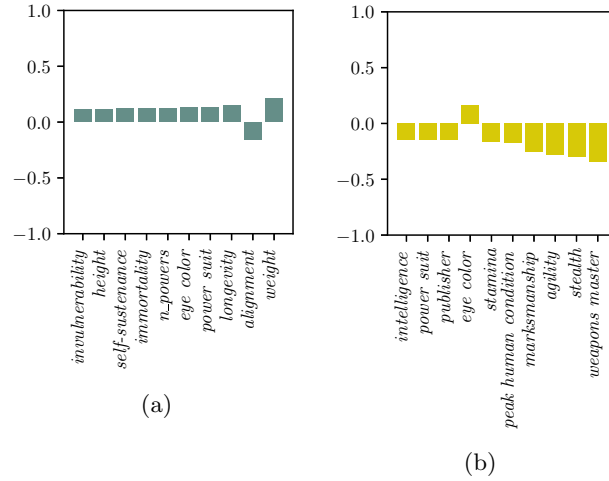 1.0
0.5
0.0
−0.5
−1.0
invulnerability
height
self-sustenance
immortality
n_powers
eye color
power suit
longevity
alignment
weight
(a)
1.0
0.5
0.0
−0.5
−1.0
intelligence
power suit
publisher
eye color
stamina
peak human condition
marksmanship
agility
stealth
weapons master
(b)